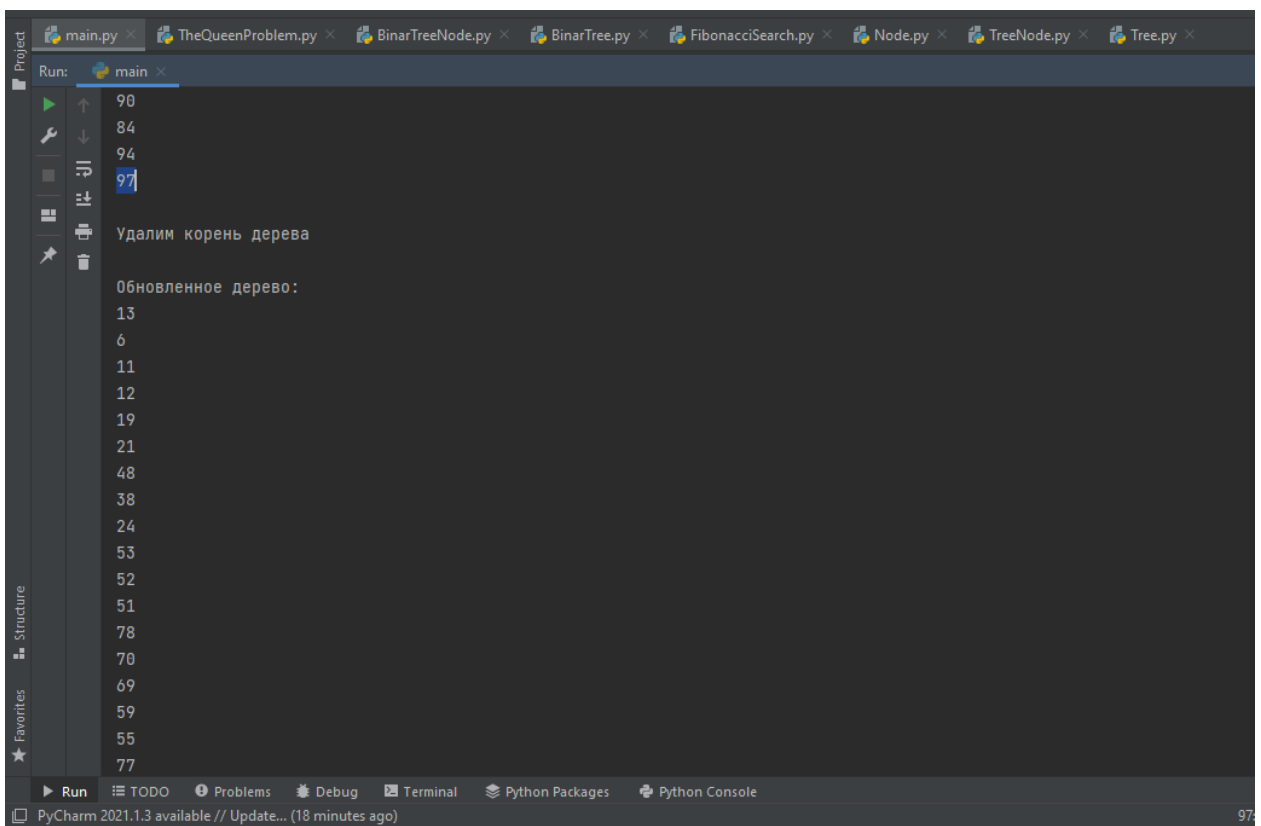 Project
main.py TheQueenProblem.py BinarTreeNode.py BinarTree.py FibonacciSearch.py Node.py TreeNode.py Tree.py
Run: main
90
84
94
97
Удалим корень дерева
Обновленное дерево:
13
6
11
12
19
21
48
38
24
53
52
51
78
70
69
59
55
77
Structure
Favorites
Run TODO Problems Debug Terminal Python Packages Python Console
PyCharm 2021.1.3 available // Update... (18 minutes ago) 97: